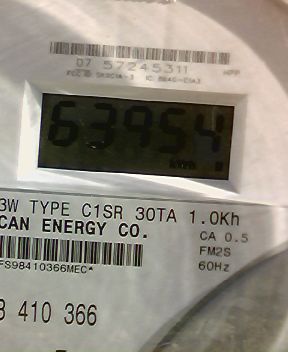 07 57245311
63954
3W TYPE C1SR 30TA 1.0Kh
CAN ENERGY CO.
CA 0.5
FM2S
60Hz
FS98410366MEC*
8 410 366